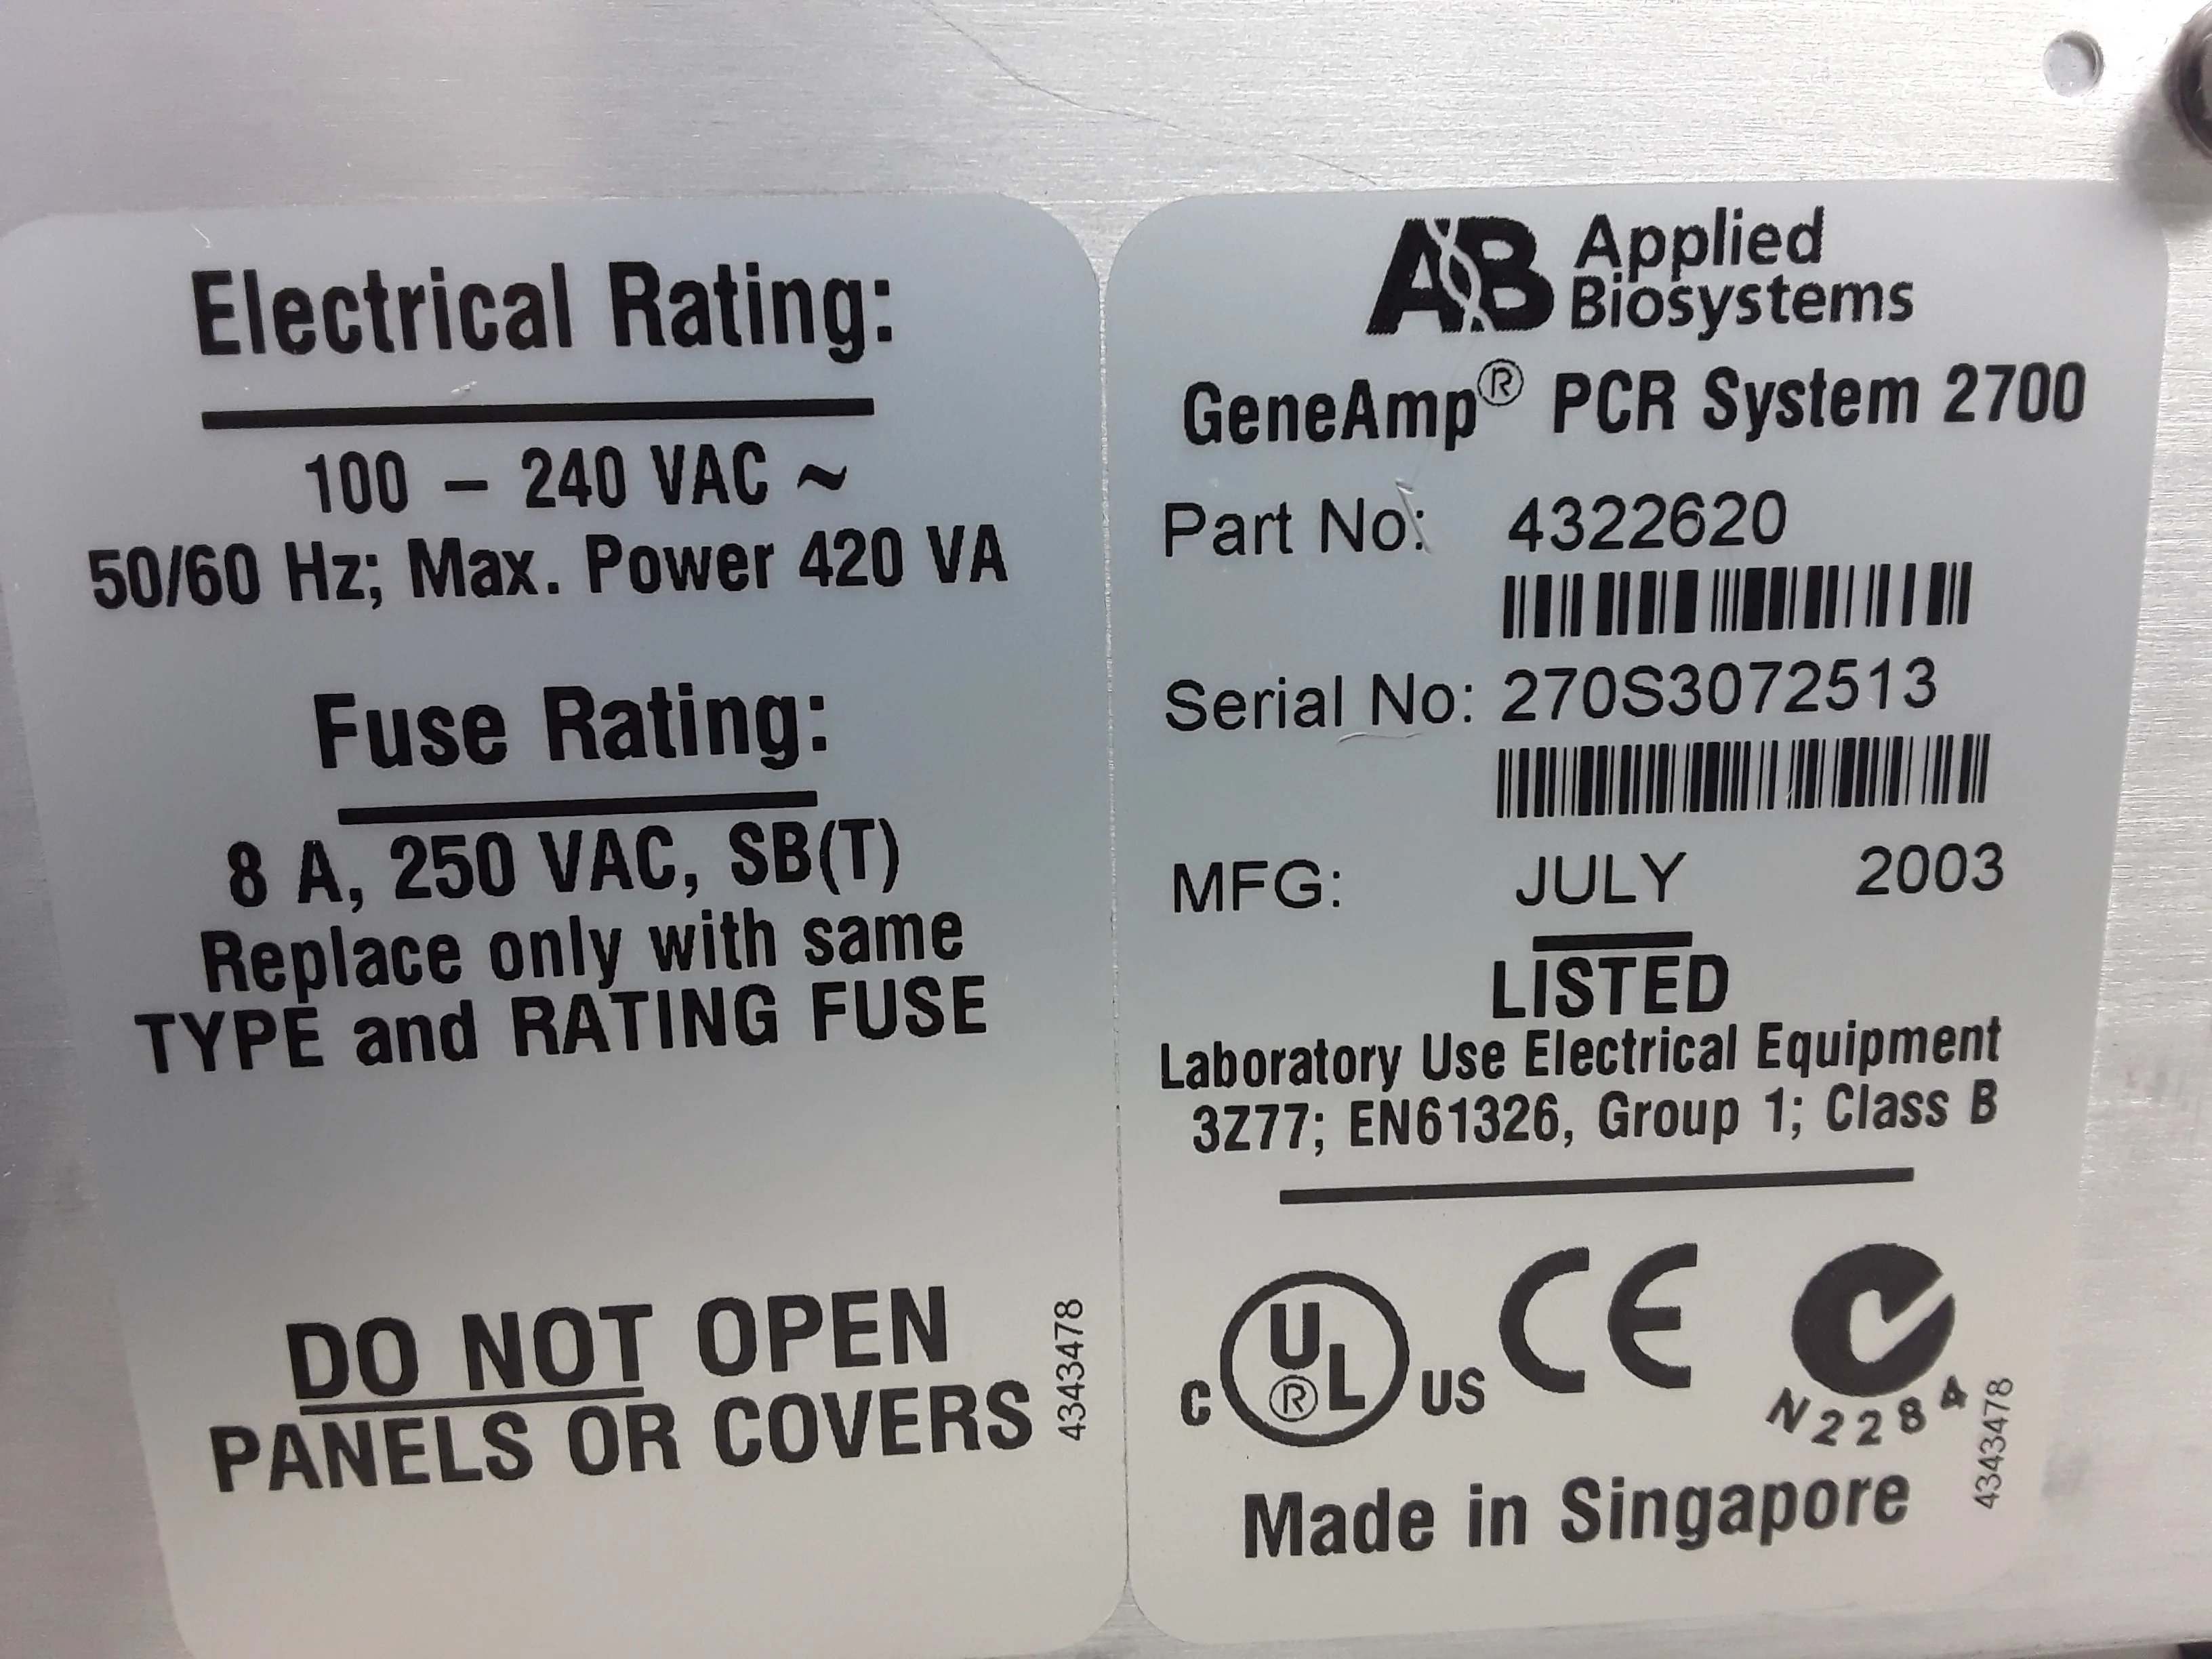 Electrical Rating:
100 – 240 VAC ~
50/60 Hz; Max. Power 420 VA
Fuse Rating:
8 A, 250 VAC, SB(T)
Replace only with same
TYPE and RATING FUSE
DO NOT OPEN
PANELS OR COVERS
4343478
AB Applied
Biosystems
GeneAmp® PCR System 2700
Part No: 4322620
Serial No: 270S3072513
MFG: JULY 2003
LISTED
Laboratory Use Electrical Equipment
3Z77; EN61326, Group 1; Class B
C UL® US CE
N2284
Made in Singapore
4343478